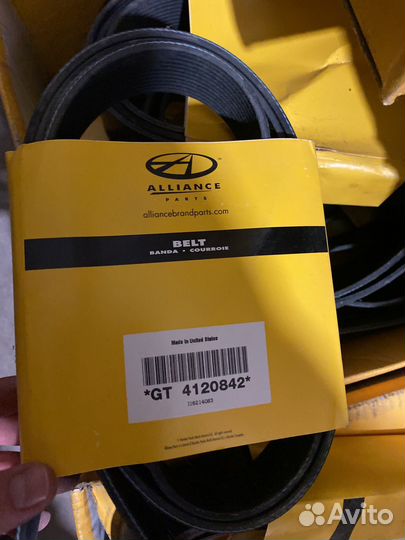 ALLIANCE
PARTS
alliancebrandparts.com
BELT
BANDA • COURROIE
Made in United States
*GT 4120842*
Avito